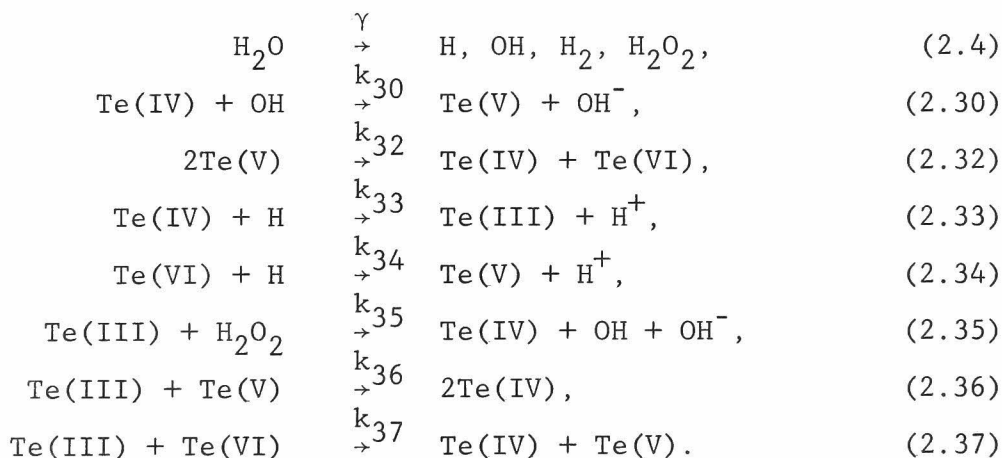 H₂O →^γ H, OH, H₂, H₂O₂, (2.4)
Te(IV) + OH →^k₃₀ Te(V) + OH⁻, (2.30)
2Te(V) →^k₃₂ Te(IV) + Te(VI), (2.32)
Te(IV) + H →^k₃₃ Te(III) + H⁺, (2.33)
Te(VI) + H →^k₃₄ Te(V) + H⁺, (2.34)
Te(III) + H₂O₂ →^k₃₅ Te(IV) + OH + OH⁻, (2.35)
Te(III) + Te(V) →^k₃₆ 2Te(IV), (2.36)
Te(III) + Te(VI) →^k₃₇ Te(IV) + Te(V). (2.37)